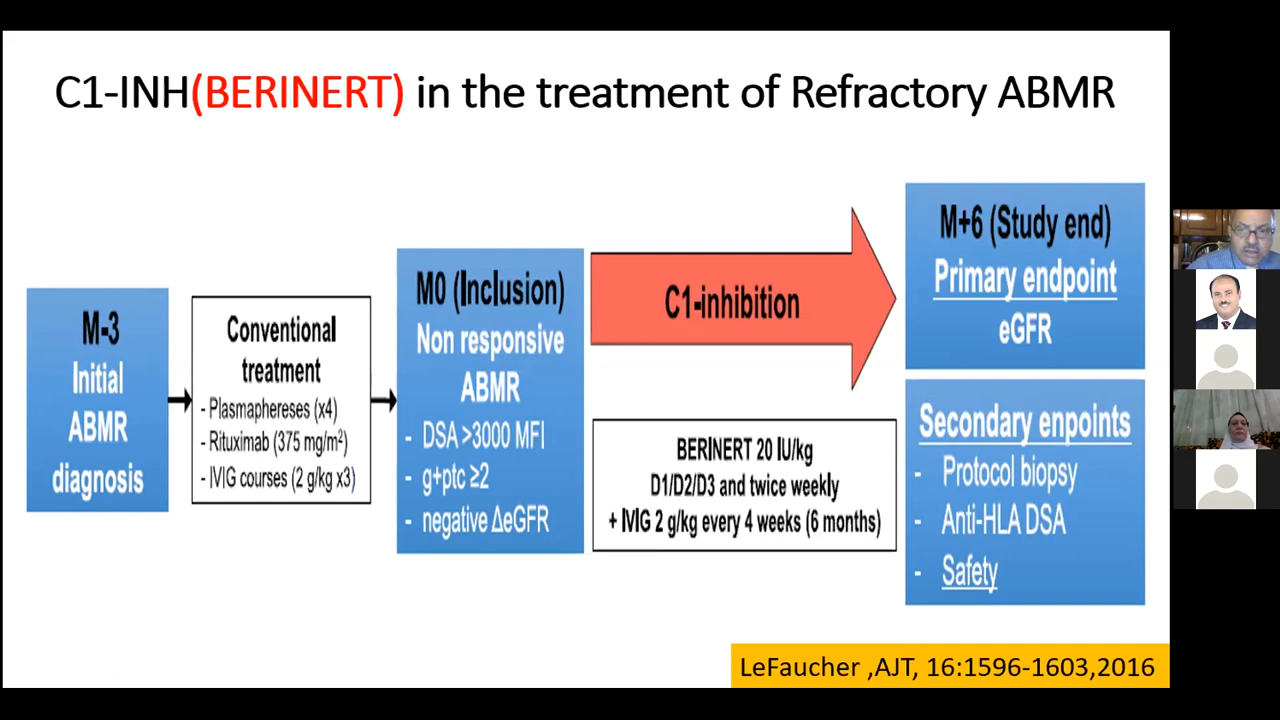 C1-INH(BERINERT) in the treatment of Refractory ABMR
M-3
Initial
ABMR
diagnosis
Conventional
treatment
- Plasmaphereses (x4)
- Rituximab (375 mg/m²)
- IVIG courses (2 g/kg x3)
M0 (Inclusion)
Non responsive
ABMR
- DSA >3000 MFI
- g+ptc ≥2
- negative ΔeGFR
C1-inhibition
BERINERT 20 IU/kg
D1/D2/D3 and twice weekly
+ IVIG 2 g/kg every 4 weeks (6 months)
M+6 (Study end)
Primary endpoint
eGFR
Secondary enpoints
- Protocol biopsy
- Anti-HLA DSA
- Safety
LeFaucher ,AJT, 16:1596-1603,2016